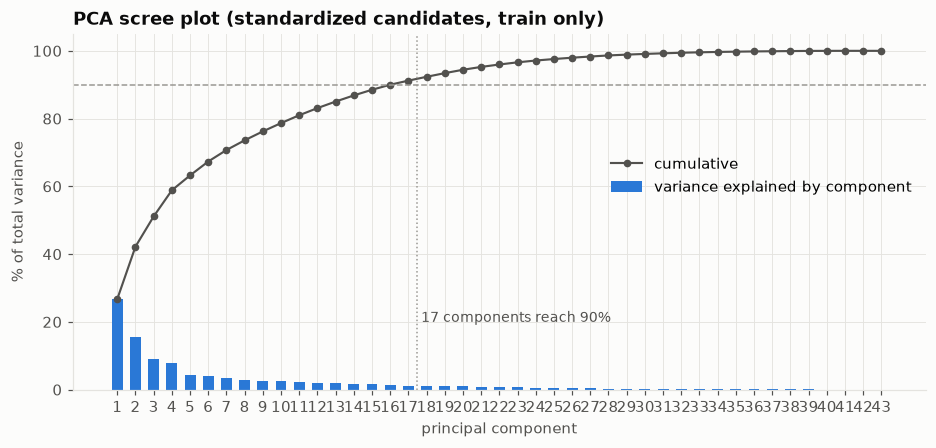 PCA scree plot (standardized candidates, train only)
100
80
60
40
20
0
% of total variance
cumulative
variance explained by component
17 components reach 90%
1 2 3 4 5 6 7 8 9 10 11 12 13 14 15 16 17 18 19 20 21 22 23 24 25 26 27 28 29 30 31 32 33 34 35 36 37 38 39 40 41 42 43
principal component